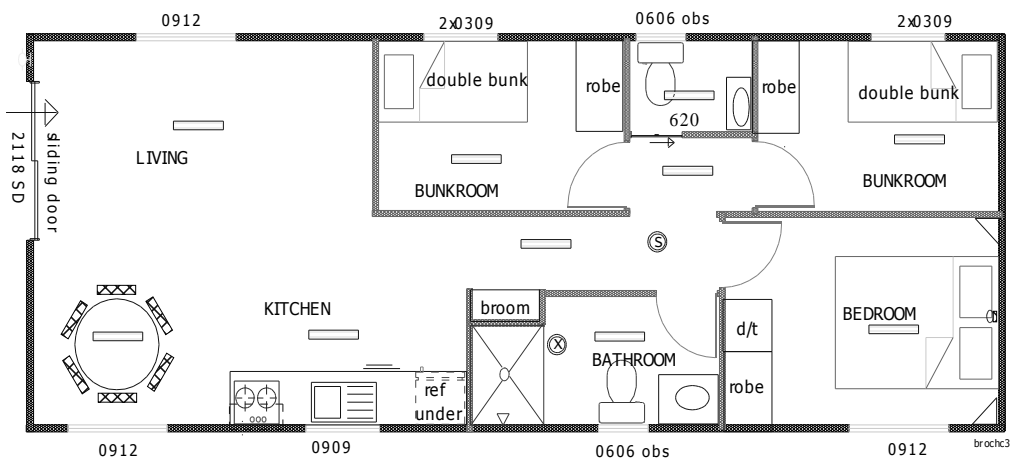 0912
2x0309
0606 obs
2x0309
double bunk
robe
620
robe
double bunk
2118 SD
sliding door
LIVING
BUNKROOM
BUNKROOM
S
KITCHEN
broom
BEDROOM
d/t
X
BATHROOM
ref
under
robe
0912
0909
0606 obs
0912
brochc3